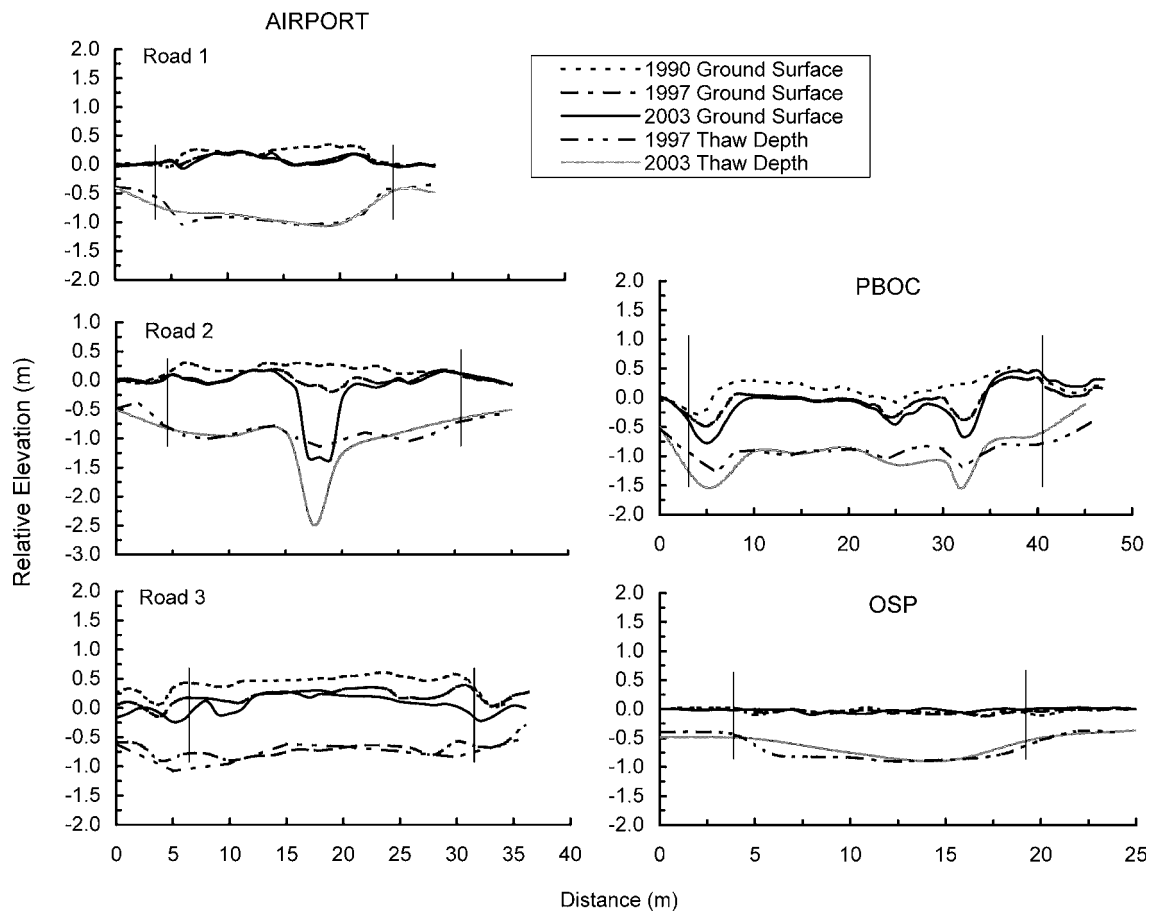 AIRPORT
Road 1
2.0
1.5
1.0
0.5
0.0
-0.5
-1.0
-1.5
-2.0
1990 Ground Surface
1997 Ground Surface
2003 Ground Surface
1997 Thaw Depth
2003 Thaw Depth
Relative Elevation (m)
Road 2
1.0
0.5
0.0
-0.5
-1.0
-1.5
-2.0
-2.5
-3.0
PBOC
2.0
1.5
1.0
0.5
0.0
-0.5
-1.0
-1.5
-2.0
0 10 20 30 40 50
Road 3
2.0
1.5
1.0
0.5
0.0
-0.5
-1.0
-1.5
-2.0
0 5 10 15 20 25 30 35 40
OSP
2.0
1.5
1.0
0.5
0.0
-0.5
-1.0
-1.5
-2.0
0 5 10 15 20 25
Distance (m)